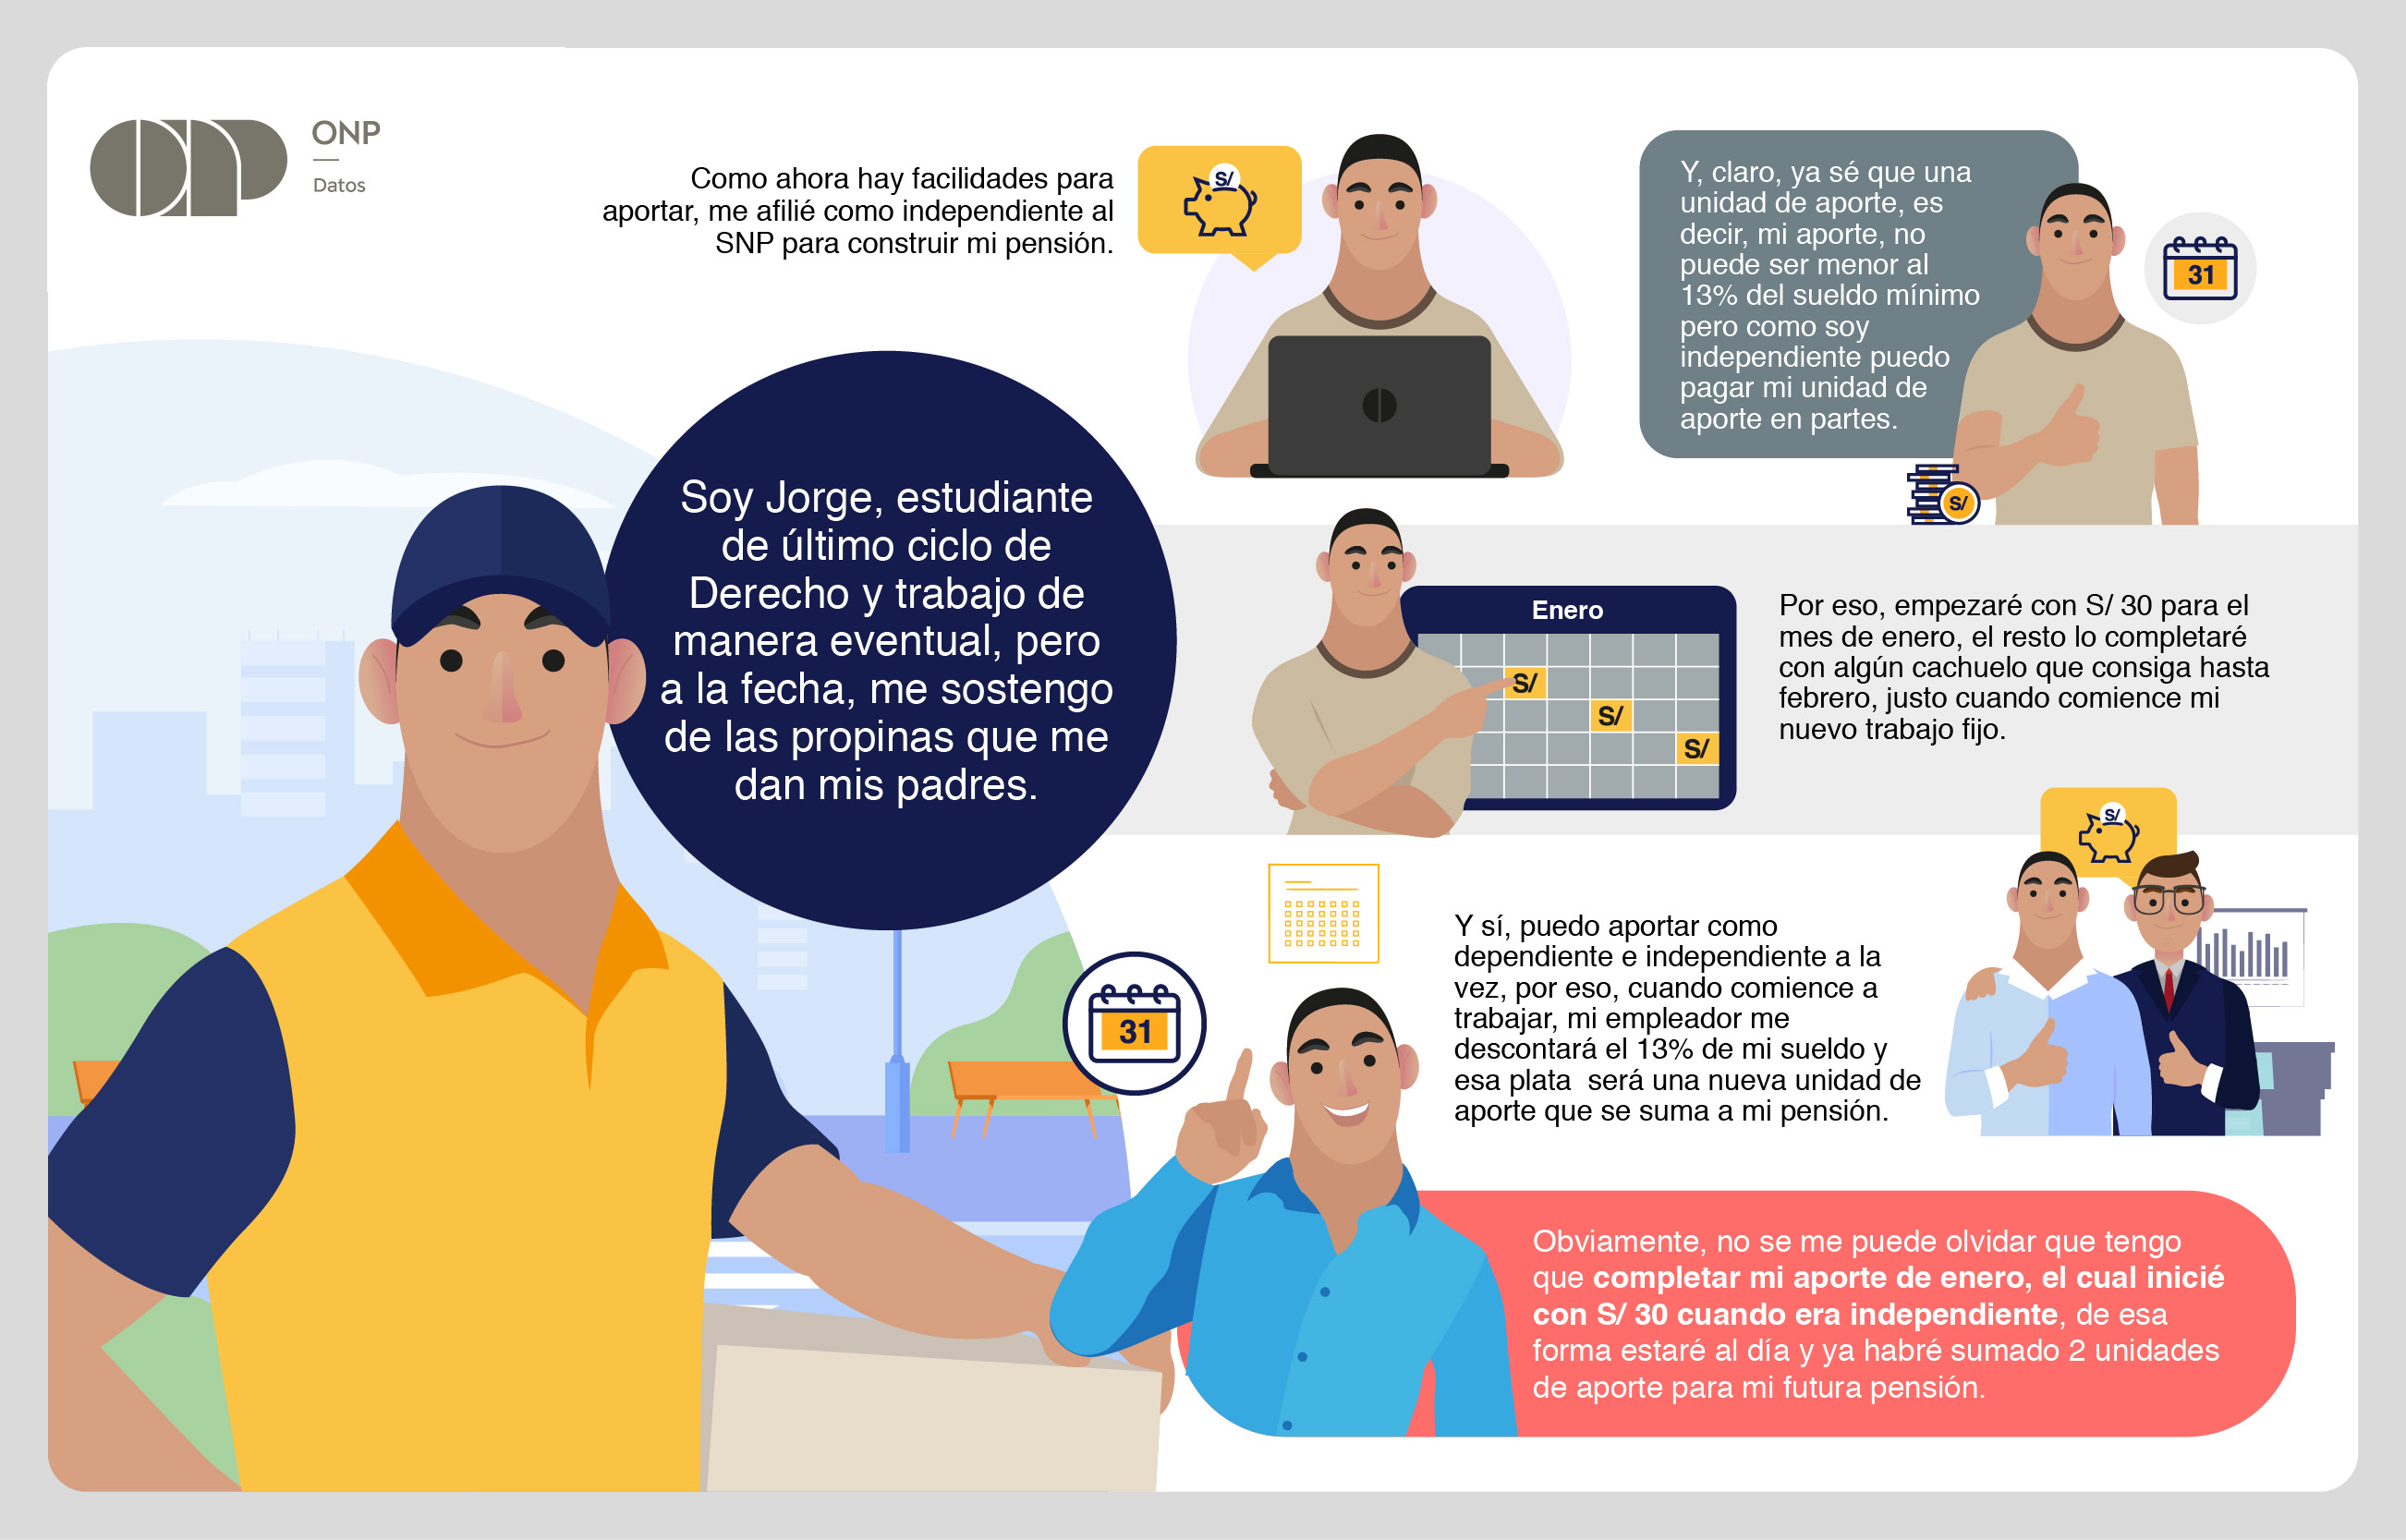 ONP
Datos
Como ahora hay facilidades para
aportar, me afilié como independiente al
SNP para construir mi pensión.
S/
Y, claro, ya sé que una
unidad de aporte, es
decir, mi aporte, no
puede ser menor al
13% del sueldo mínimo
pero como soy
independiente puedo
pagar mi unidad de
aporte en partes.
31
S/
Soy Jorge, estudiante
de último ciclo de
Derecho y trabajo de
manera eventual, pero
a la fecha, me sostengo
de las propinas que me
dan mis padres.
Enero
S/
S/
S/
Por eso, empezaré con S/ 30 para el
mes de enero, el resto lo completaré
con algún cachuelo que consiga hasta
febrero, justo cuando comience mi
nuevo trabajo fijo.
S/
31
Y sí, puedo aportar como
dependiente e independiente a la
vez, por eso, cuando comience a
trabajar, mi empleador me
descontará el 13% de mi sueldo y
esa plata  será una nueva unidad de
aporte que se suma a mi pensión.
Obviamente, no se me puede olvidar que tengo
que completar mi aporte de enero, el cual inicié
con S/ 30 cuando era independiente, de esa
forma estaré al día y ya habré sumado 2 unidades
de aporte para mi futura pensión.